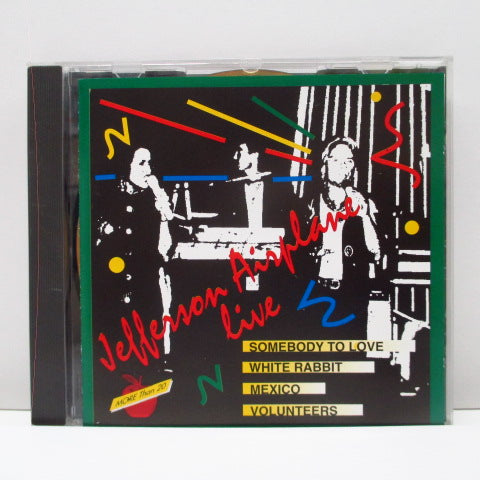 Jefferson Airplane
live
SOMEBODY TO LOVE
WHITE RABBIT
MEXICO
VOLUNTEERS
MORE Than 20